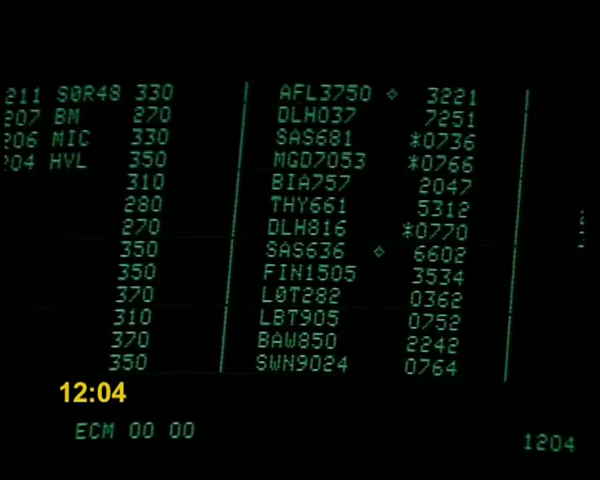 211 SØR48 330 AFL3750 ◇ 3221
207 BM 270 DLH037 7251
206 MIC 330 SAS681 *0736
204 HVL 350 MGD7053 *0766
310 BIA757 2047
280 THY661 5312
270 DLH816 *0770
350 SAS636 ◇ 6602
350 FIN1505 3534
370 LØT282 0362
310 LBT905 0752
370 BAW850 2242
350 SWN9024 0764
12:04
ECM 00 00
1204